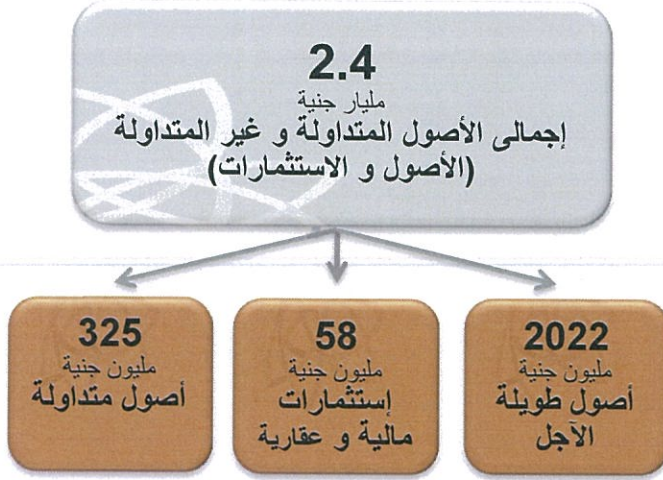 2.4
مليار جنية
إجمالى الأصول المتداولة و غير المتداولة
(الأصول و الاستثمارات)
2022
مليون جنية
أصول طويلة
الآجل
58
مليون جنية
إستثمارات
مالية و عقارية
325
مليون جنية
أصول متداولة